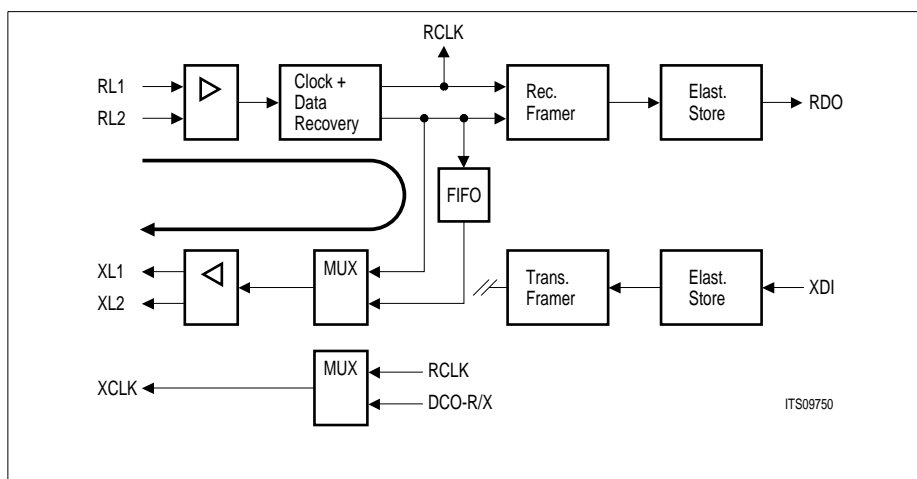 RCLK
RL1
RL2
Clock +
Data
Recovery
Rec.
Framer
Elast.
Store
RDO
FIFO
XL1
XL2
MUX
Trans.
Framer
Elast.
Store
XDI
XCLK
MUX
RCLK
DCO-R/X
ITS09750